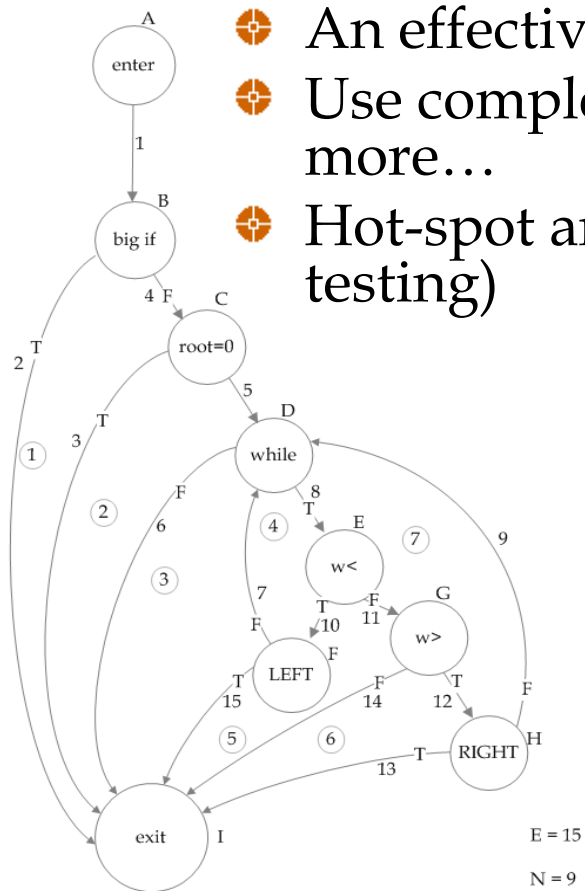 An effectiv
Use comple
more…
Hot-spot ar
testing)
A
enter
1
B
big if
4 F
C
T
2
root=0
5
T
3
D
1
while
F
8
T
2
6
4
E
7
9
3
w<
7
F
G
T
10
11
F
F
w>
LEFT
T
F
T
F
15
14
12
5
6
RIGHT
H
T
13
exit
I
E = 15
N = 9